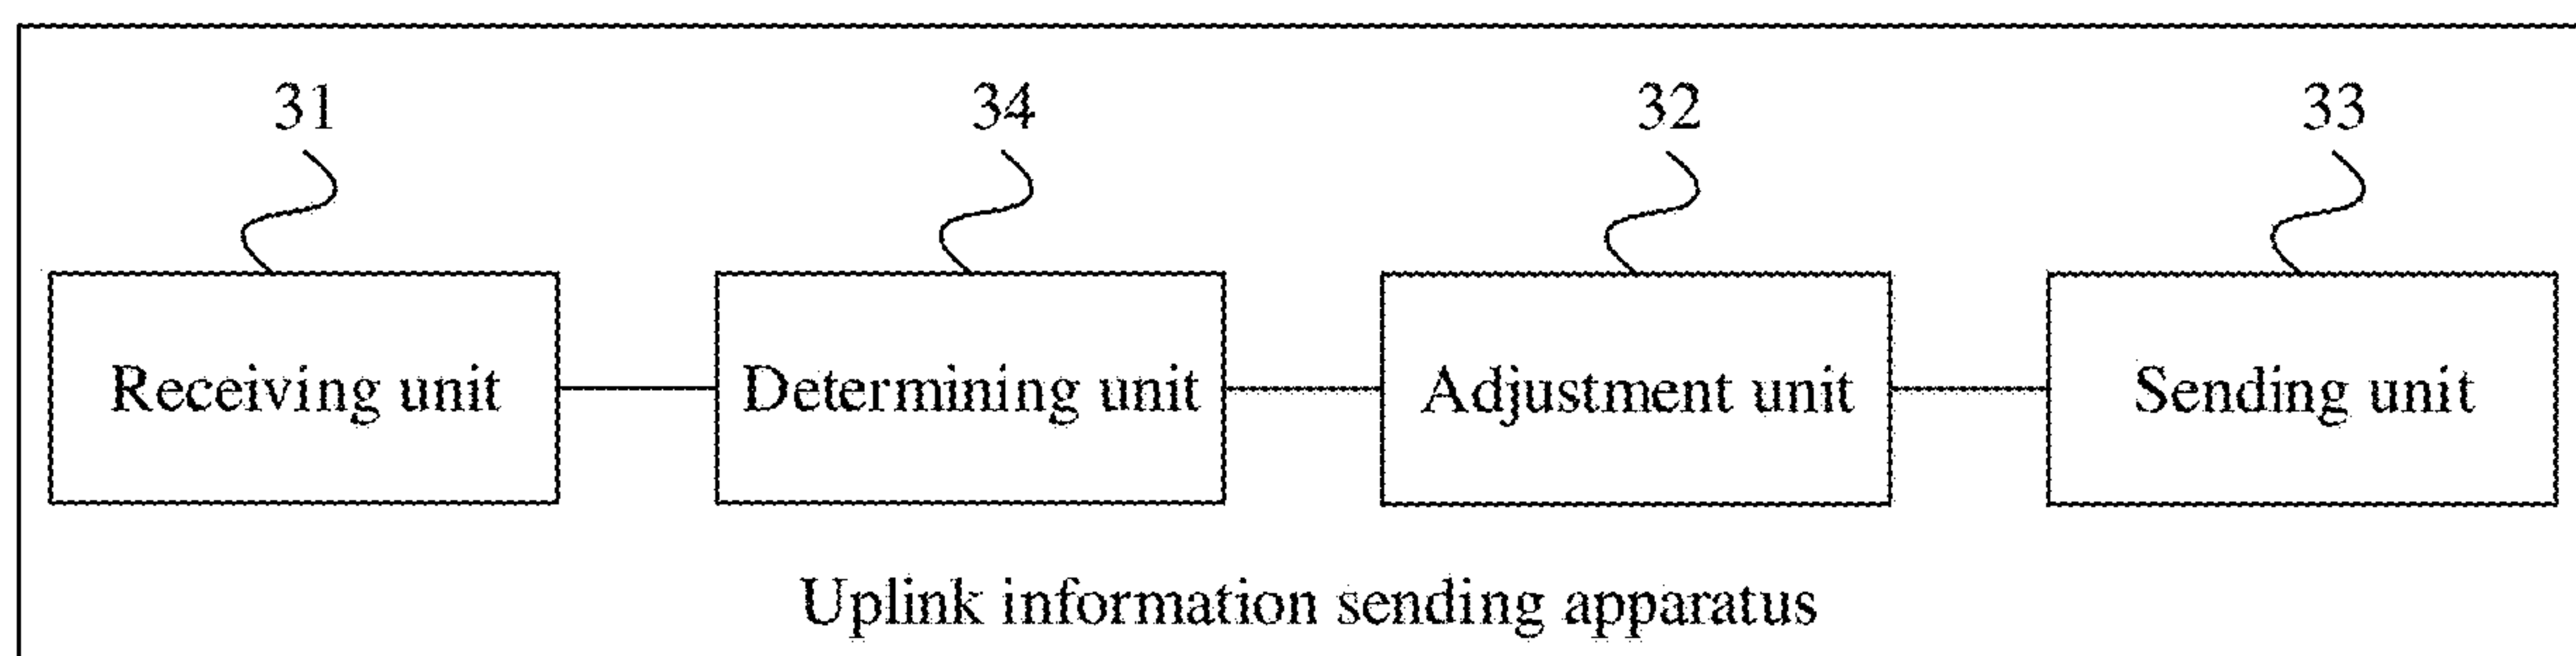 31 34 32 33
Receiving unit Determining unit Adjustment unit Sending unit
Uplink information sending apparatus